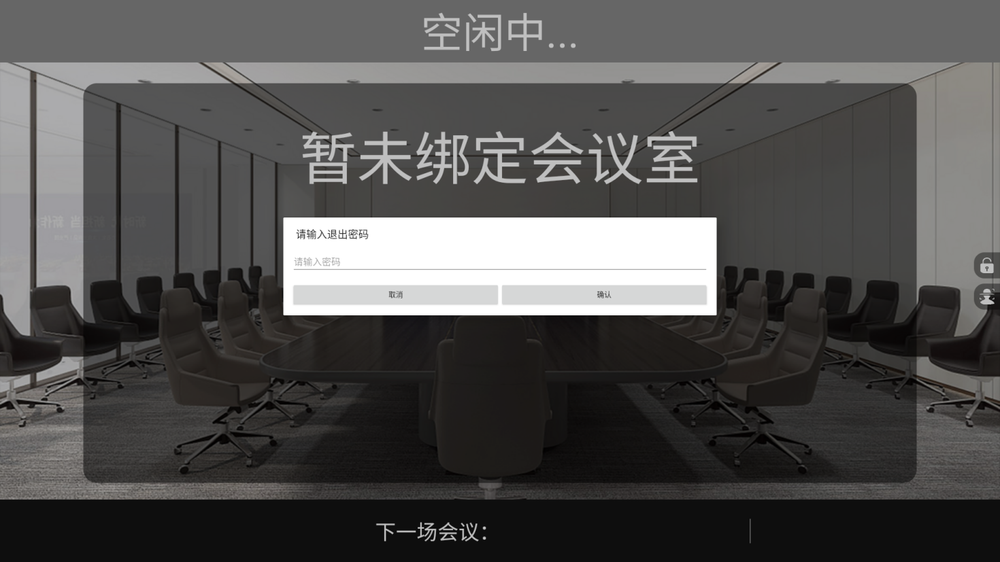 空闲中...
暂未绑定会议室
请输入退出密码
请输入密码
取消
确认
下一场会议：